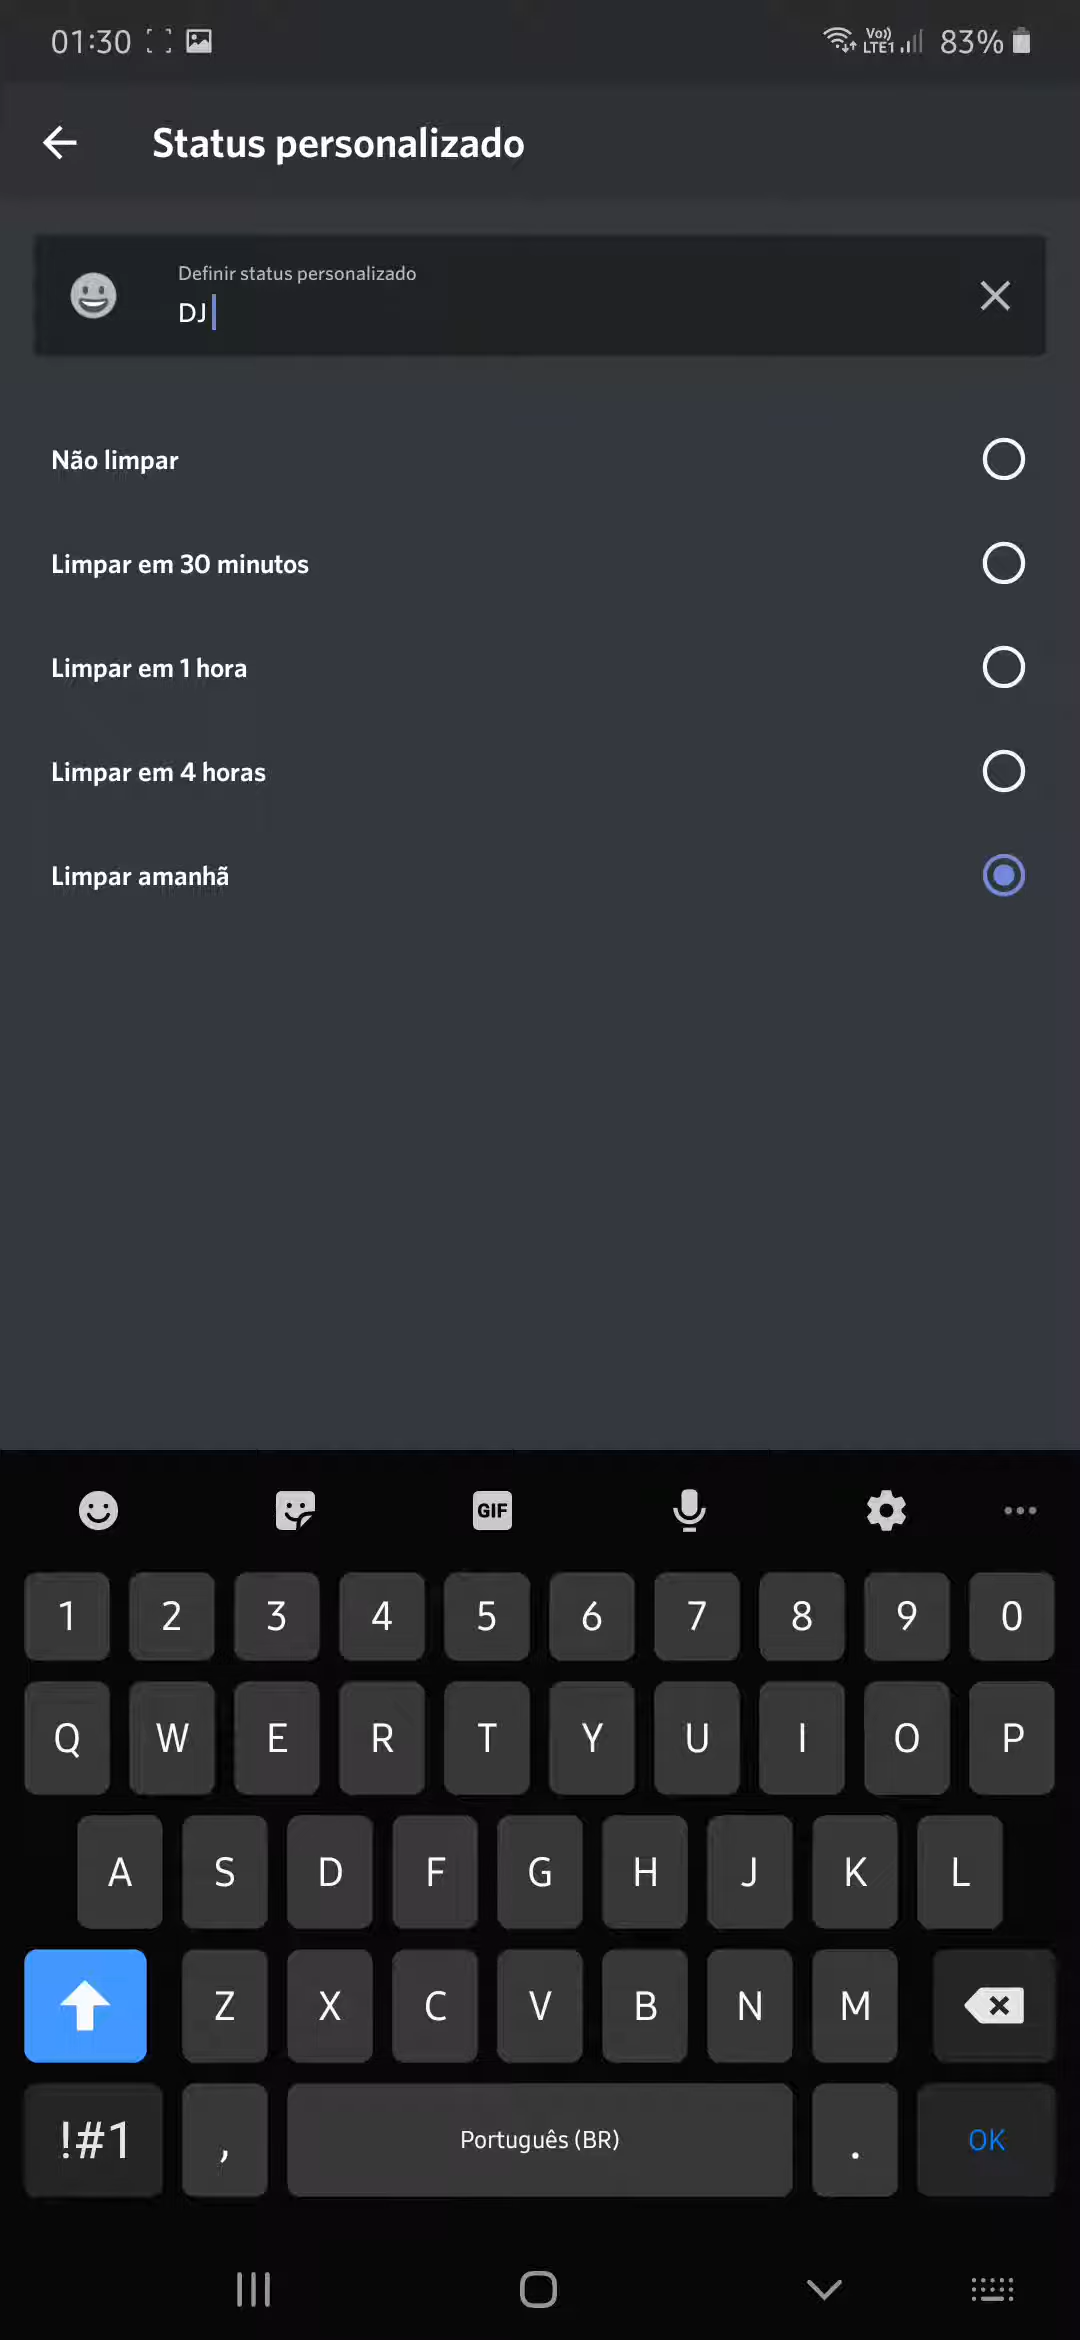 01:30 Vo)) LTE1 83%
Status personalizado
Definir status personalizado
DJ
Não limpar
Limpar em 30 minutos
Limpar em 1 hora
Limpar em 4 horas
Limpar amanhã
GIF
1 2 3 4 5 6 7 8 9 0
Q W E R T Y U I O P
A S D F G H J K L
Z X C V B N M
!#1 , Português (BR) . OK